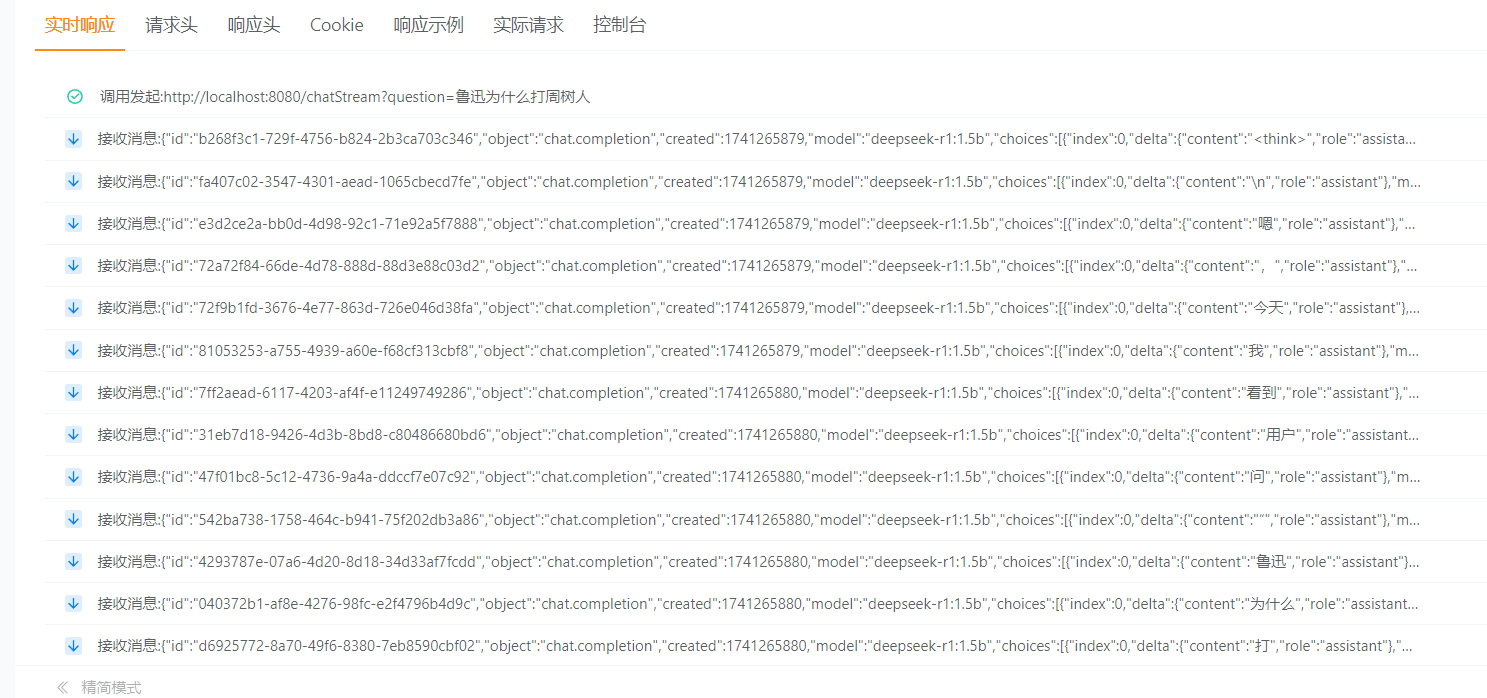 实时响应 请求头 响应头 Cookie 响应示例 实际请求 控制台
调用发起:http://localhost:8080/chatStream?question=鲁迅为什么打周树人
接收消息:{"id":"b268f3c1-729f-4756-b824-2b3ca703c346","object":"chat.completion","created":1741265879,"model":"deepseek-r1:1.5b","choices":[{"index":0,"delta":{"content":"<think>","role":"assista...
接收消息:{"id":"fa407c02-3547-4301-aead-1065cbecd7fe","object":"chat.completion","created":1741265879,"model":"deepseek-r1:1.5b","choices":[{"index":0,"delta":{"content":"\n","role":"assistant"},"m...
接收消息:{"id":"e3d2ce2a-bb0d-4d98-92c1-71e92a5f7888","object":"chat.completion","created":1741265879,"model":"deepseek-r1:1.5b","choices":[{"index":0,"delta":{"content":"嗯","role":"assistant"},"...
接收消息:{"id":"72a72f84-66de-4d78-888d-88d3e88c03d2","object":"chat.completion","created":1741265879,"model":"deepseek-r1:1.5b","choices":[{"index":0,"delta":{"content":"，","role":"assistant"},"...
接收消息:{"id":"72f9b1fd-3676-4e77-863d-726e046d38fa","object":"chat.completion","created":1741265879,"model":"deepseek-r1:1.5b","choices":[{"index":0,"delta":{"content":"今天","role":"assistant"},...
接收消息:{"id":"81053253-a755-4939-a60e-f68cf313cbf8","object":"chat.completion","created":1741265879,"model":"deepseek-r1:1.5b","choices":[{"index":0,"delta":{"content":"我","role":"assistant"},"m...
接收消息:{"id":"7ff2aead-6117-4203-af4f-e11249749286","object":"chat.completion","created":1741265880,"model":"deepseek-r1:1.5b","choices":[{"index":0,"delta":{"content":"看到","role":"assistant"},"...
接收消息:{"id":"31eb7d18-9426-4d3b-8bd8-c80486680bd6","object":"chat.completion","created":1741265880,"model":"deepseek-r1:1.5b","choices":[{"index":0,"delta":{"content":"用户","role":"assistant...
接收消息:{"id":"47f01bc8-5c12-4736-9a4a-ddccf7e07c92","object":"chat.completion","created":1741265880,"model":"deepseek-r1:1.5b","choices":[{"index":0,"delta":{"content":"问","role":"assistant"},"m...
接收消息:{"id":"542ba738-1758-464c-b941-75f202db3a86","object":"chat.completion","created":1741265880,"model":"deepseek-r1:1.5b","choices":[{"index":0,"delta":{"content":"“","role":"assistant"},"m...
接收消息:{"id":"4293787e-07a6-4d20-8d18-34d33af7fcdd","object":"chat.completion","created":1741265880,"model":"deepseek-r1:1.5b","choices":[{"index":0,"delta":{"content":"鲁迅","role":"assistant"}...
接收消息:{"id":"040372b1-af8e-4276-98fc-e2f4796b4d9c","object":"chat.completion","created":1741265880,"model":"deepseek-r1:1.5b","choices":[{"index":0,"delta":{"content":"为什么","role":"assistant...
接收消息:{"id":"d6925772-8a70-49f6-8380-7eb8590cbf02","object":"chat.completion","created":1741265880,"model":"deepseek-r1:1.5b","choices":[{"index":0,"delta":{"content":"打","role":"assistant"},"...
精简模式